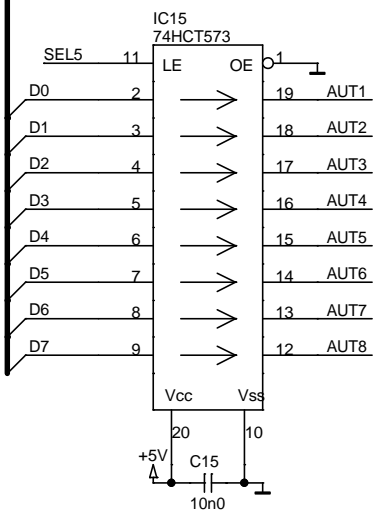 IC15
74HCT573
SEL5 11 LE OE 1
D0 2 19 AUT1
D1 3 18 AUT2
D2 4 17 AUT3
D3 5 16 AUT4
D4 6 15 AUT5
D5 7 14 AUT6
D6 8 13 AUT7
D7 9 12 AUT8
Vcc Vss
20 10
+5V C15
10n0